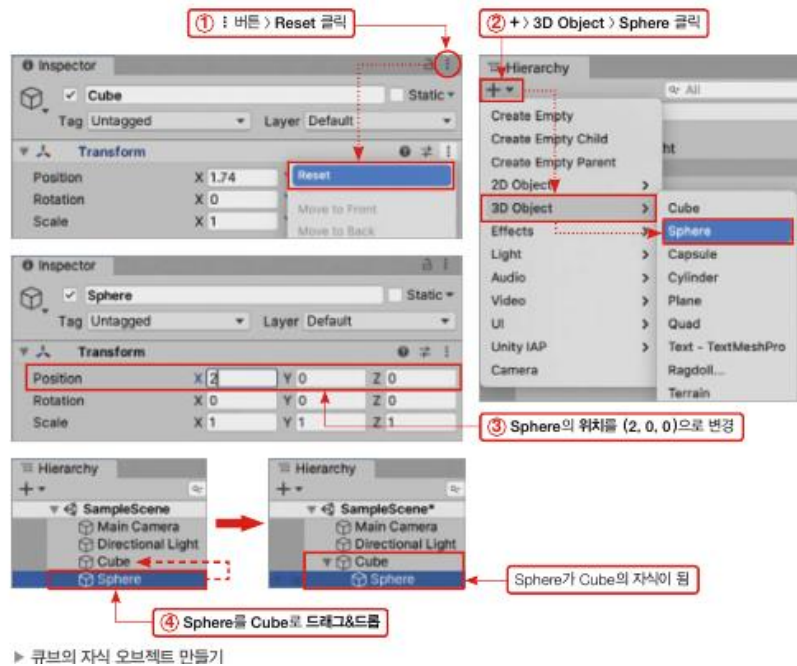 ① ⋮ 버튼 > Reset 클릭
② + > 3D Object > Sphere 클릭
Inspector
Cube
Static
Tag Untagged
Layer Default
Transform
Position X 1.74
Rotation X 0
Scale X 1
Reset
Move to Front
Move to Back
Hierarchy
All
Create Empty
Create Empty Child
Create Empty Parent
ht
2D Object
3D Object
Effects
Light
Audio
Video
UI
Unity IAP
Camera
Cube
Sphere
Capsule
Cylinder
Plane
Quad
Text - TextMeshPro
Ragdoll...
Terrain
Inspector
Sphere
Static
Tag Untagged
Layer Default
Transform
Position X 2 Y 0 Z 0
Rotation X 0 Y 0 Z 0
Scale X 1 Y 1 Z 1
③ Sphere의 위치를 (2, 0, 0)으로 변경
Hierarchy
SampleScene
Main Camera
Directional Light
Cube
Sphere
Hierarchy
SampleScene*
Main Camera
Directional Light
Cube
Sphere
Sphere가 Cube의 자식이 됨
④ Sphere를 Cube로 드래그&드롭
▶ 큐브의 자식 오브젝트 만들기